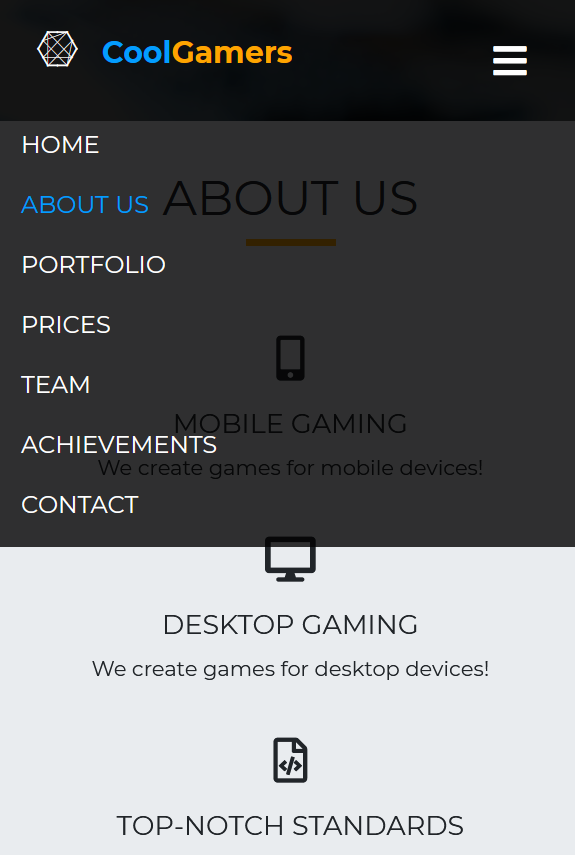 CoolGamers
HOME
ABOUT US
ABOUT US
PORTFOLIO
PRICES
TEAM
MOBILE GAMING
ACHIEVEMENTS
We create games for mobile devices!
CONTACT
DESKTOP GAMING
We create games for desktop devices!
TOP-NOTCH STANDARDS